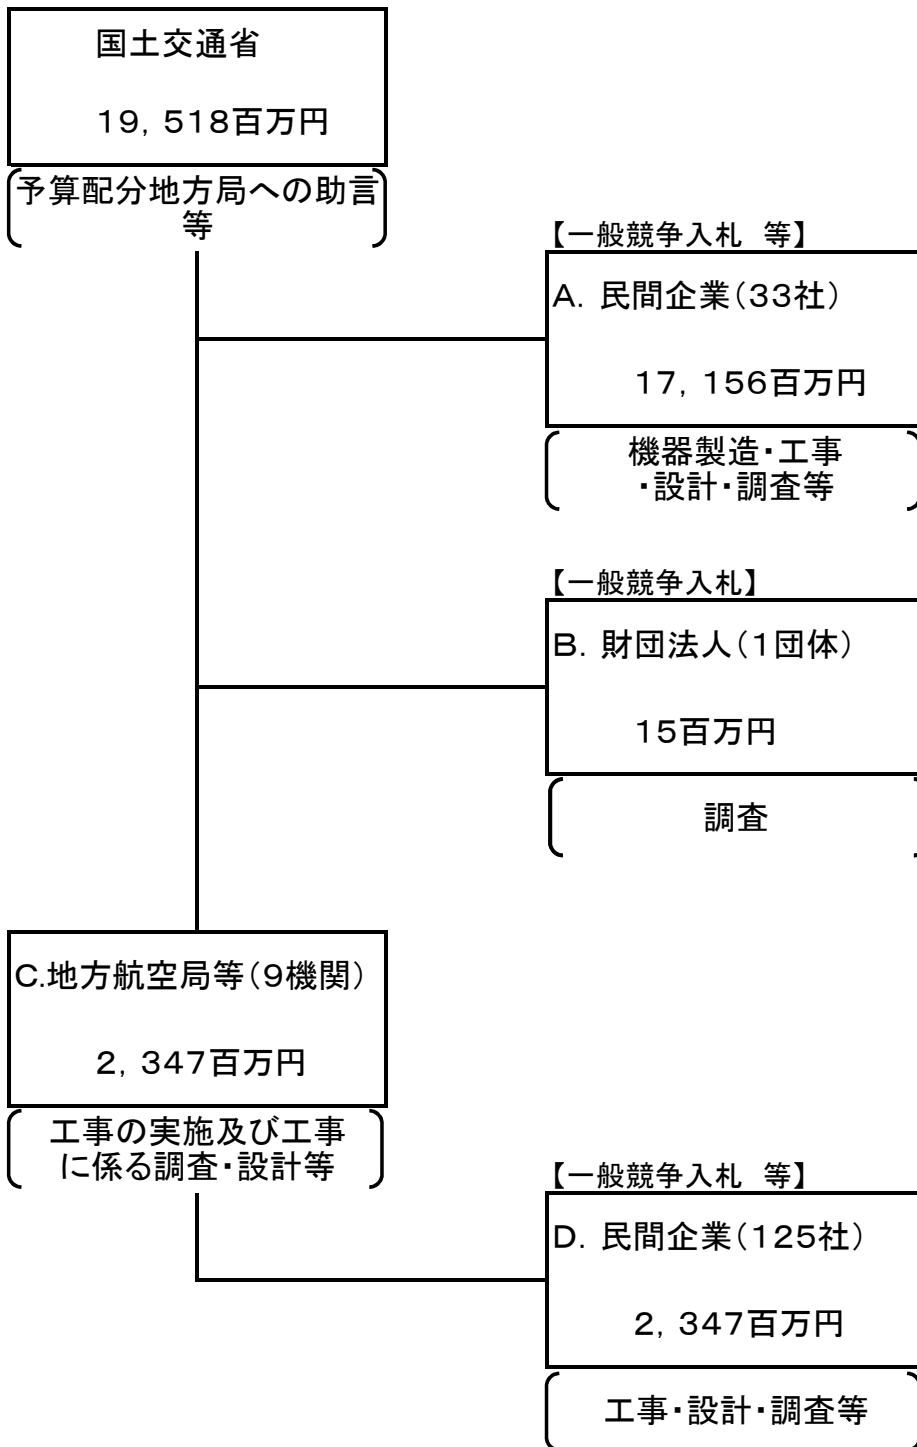 国土交通省
19,518百万円
予算配分地方局への助言
等
【一般競争入札　等】
A. 民間企業(33社)
17,156百万円
機器製造・工事
・設計・調査等
【一般競争入札】
B. 財団法人(1団体)
15百万円
調査
C.地方航空局等(9機関)
2,347百万円
工事の実施及び工事
に係る調査・設計等
【一般競争入札　等】
D. 民間企業(125社)
2,347百万円
工事・設計・調査等